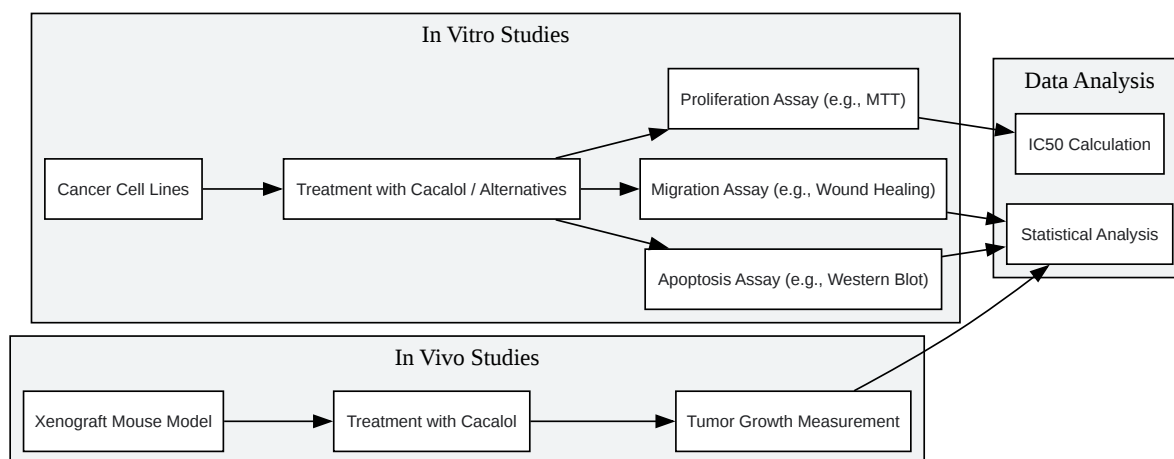 In Vitro Studies
Cancer Cell Lines
Treatment with Cacalol / Alternatives
Proliferation Assay (e.g., MTT)
Migration Assay (e.g., Wound Healing)
Apoptosis Assay (e.g., Western Blot)
Data Analysis
IC50 Calculation
Statistical Analysis
In Vivo Studies
Xenograft Mouse Model
Treatment with Cacalol
Tumor Growth Measurement